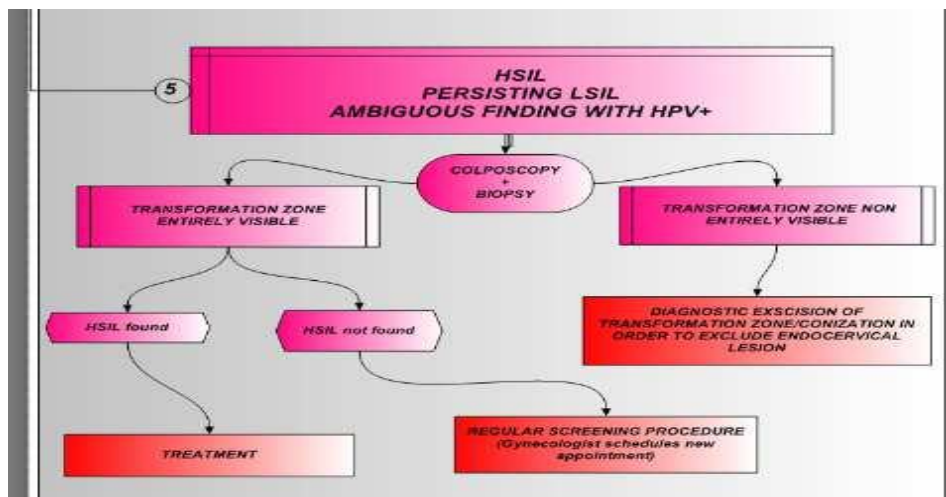 5
HSIL
PERSISTING LSIL
AMBIGUOUS FINDING WITH HPV+
COLPOSCOPY
+
BIOPSY
TRANSFORMATION ZONE
ENTIRELY VISIBLE
TRANSFORMATION ZONE NON
ENTIRELY VISIBLE
HSIL found
HSIL not found
DIAGNOSTIC EXSCISION OF
TRANSFORMATION ZONE/CONIZATION IN
ORDER TO EXCLUDE ENDOCERVICAL
LESION
TREATMENT
REGULAR SCREENING PROCEDURE
(Gynecologist schedules new
appointment)